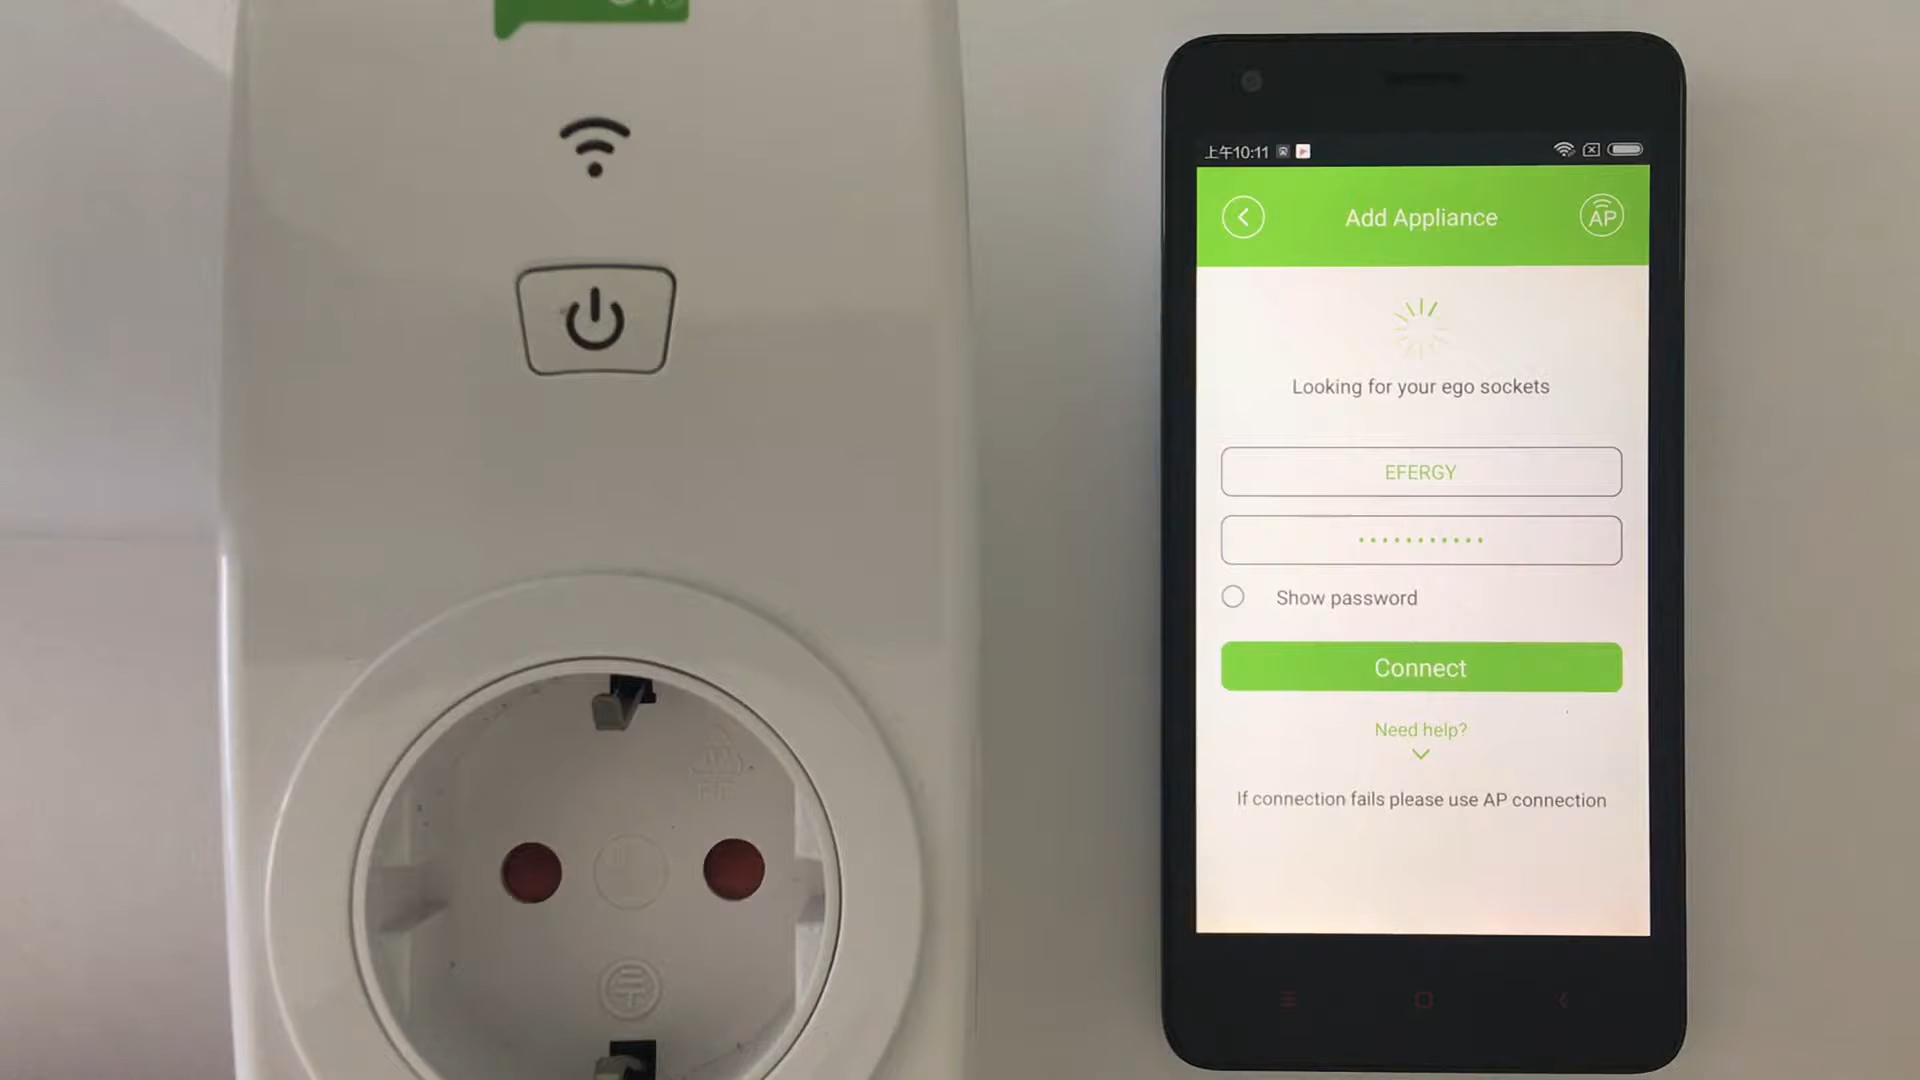 上午10:11
Add Appliance
AP
Looking for your ego sockets
EFERGY
Show password
Connect
Need help?
If connection fails please use AP connection